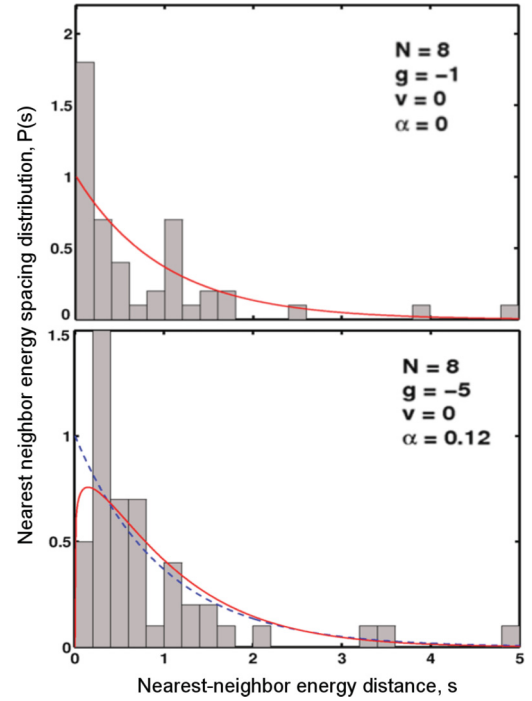 2
1.5
1
0.5
0
N = 8
g = −1
v = 0
α = 0
Nearest neighbor energy spacing distribution, P(s)
1.5
1
0.5
0
N = 8
g = −5
v = 0
α = 0.12
0 1 2 3 4 5
Nearest-neighbor energy distance, s